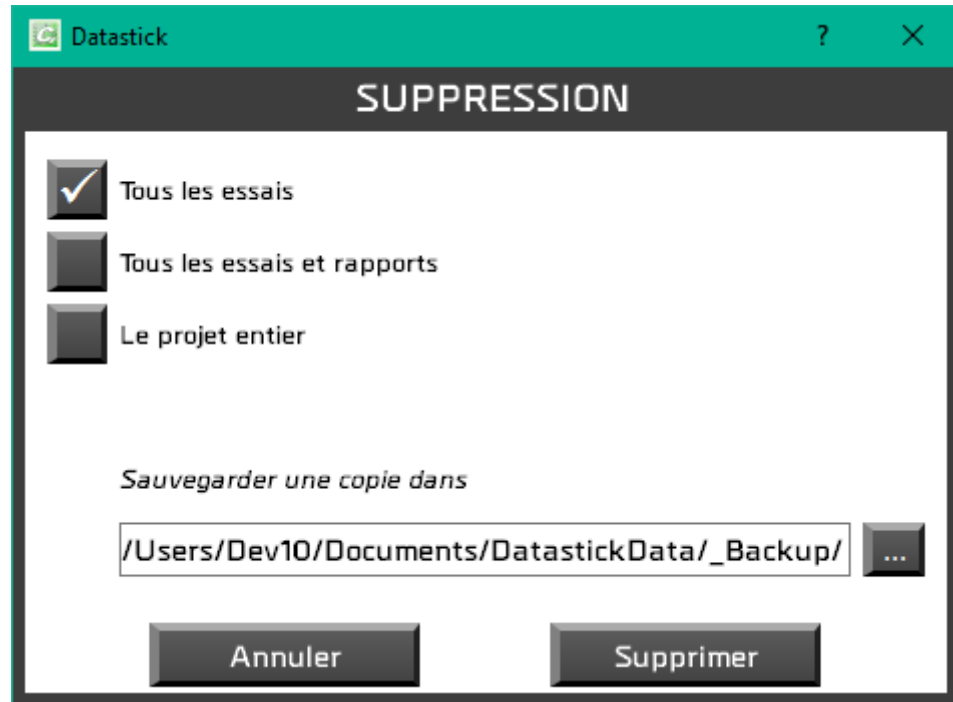 Datastick
SUPPRESSION
Tous les essais
Tous les essais et rapports
Le projet entier
Sauvegarder une copie dans
/Users/Dev10/Documents/DatastickData/_Backup/
...
Annuler
Supprimer